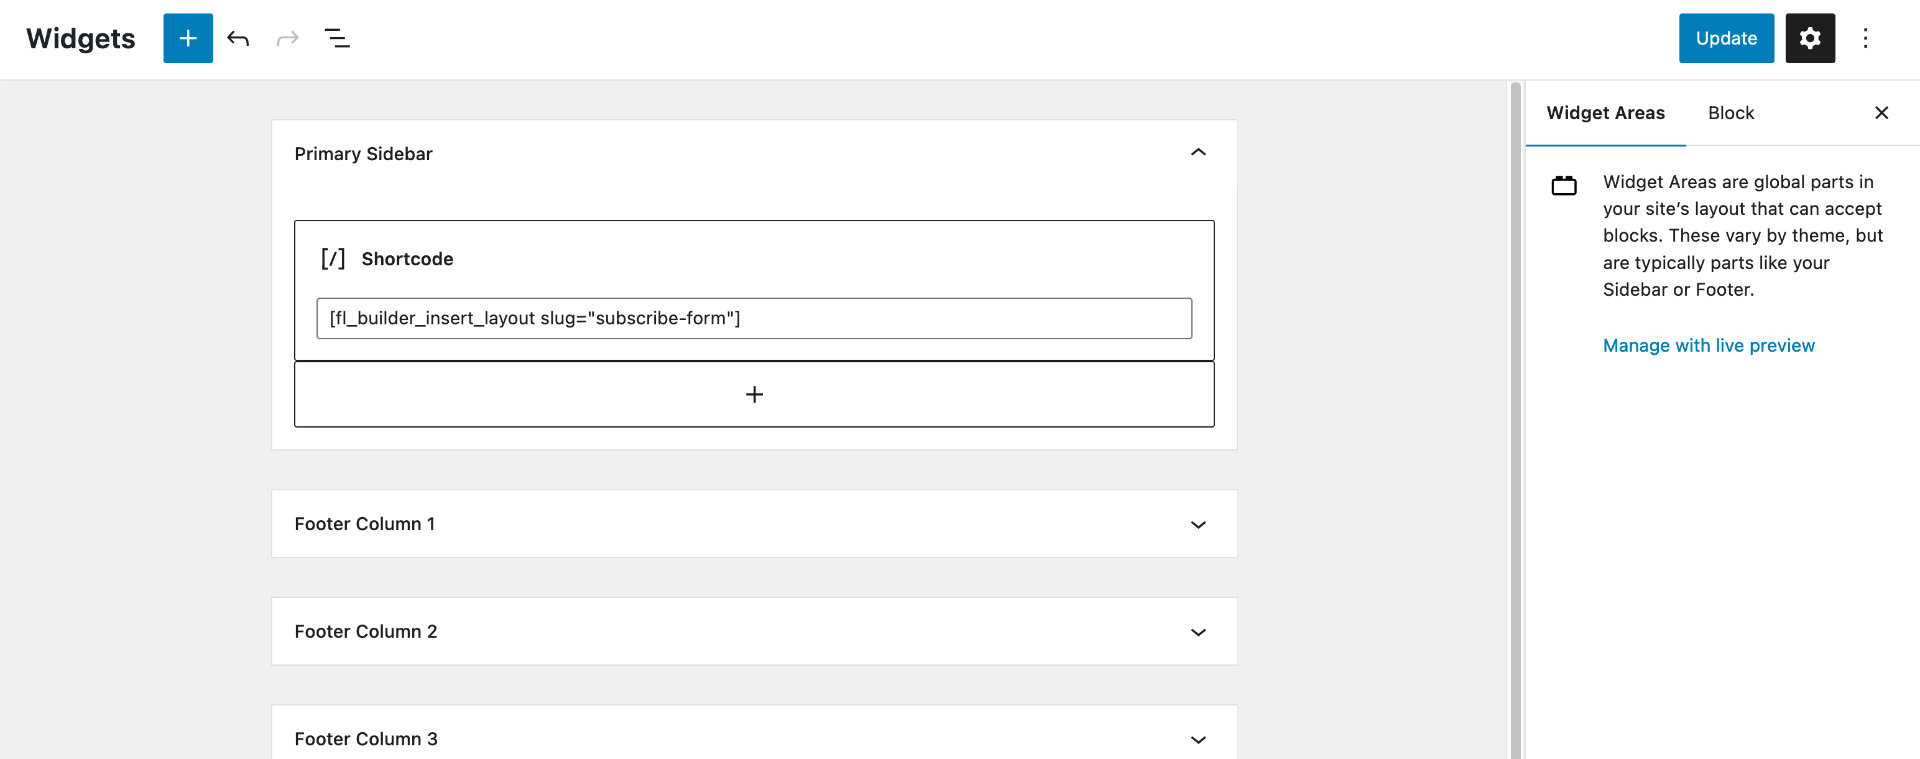 Widgets
Update
Widget Areas
Block
Primary Sidebar
[/] Shortcode
[fl_builder_insert_layout slug="subscribe-form"]
Footer Column 1
Footer Column 2
Footer Column 3
Widget Areas are global parts in
your site’s layout that can accept
blocks. These vary by theme, but
are typically parts like your
Sidebar or Footer.
Manage with live preview